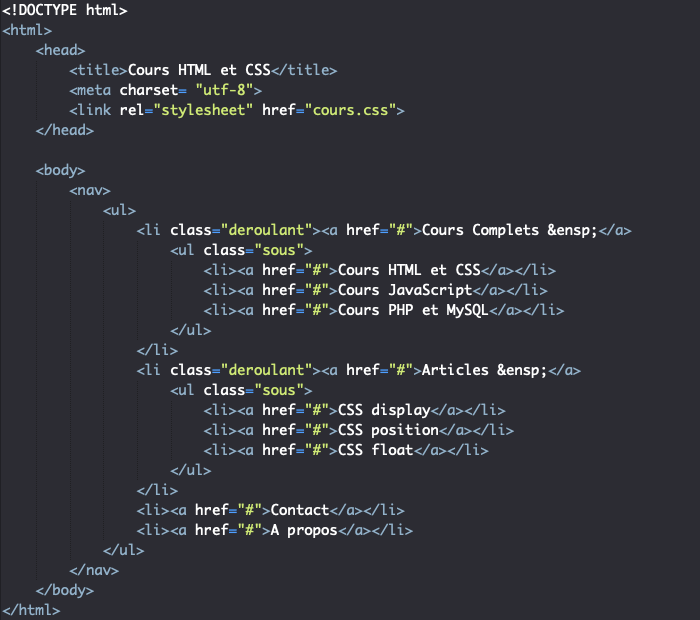 <!DOCTYPE html>
<html>
    <head>
        <title>Cours HTML et CSS</title>
        <meta charset= "utf-8">
        <link rel="stylesheet" href="cours.css">
    </head>

    <body>
        <nav>
            <ul>
                <li class="deroulant"><a href="#">Cours Complets &ensp;</a>
                    <ul class="sous">
                        <li><a href="#">Cours HTML et CSS</a></li>
                        <li><a href="#">Cours JavaScript</a></li>
                        <li><a href="#">Cours PHP et MySQL</a></li>
                    </ul>
                </li>
                <li class="deroulant"><a href="#">Articles &ensp;</a>
                    <ul class="sous">
                        <li><a href="#">CSS display</a></li>
                        <li><a href="#">CSS position</a></li>
                        <li><a href="#">CSS float</a></li>
                    </ul>
                </li>
                <li><a href="#">Contact</a></li>
                <li><a href="#">A propos</a></li>
            </ul>
        </nav>
    </body>
</html>